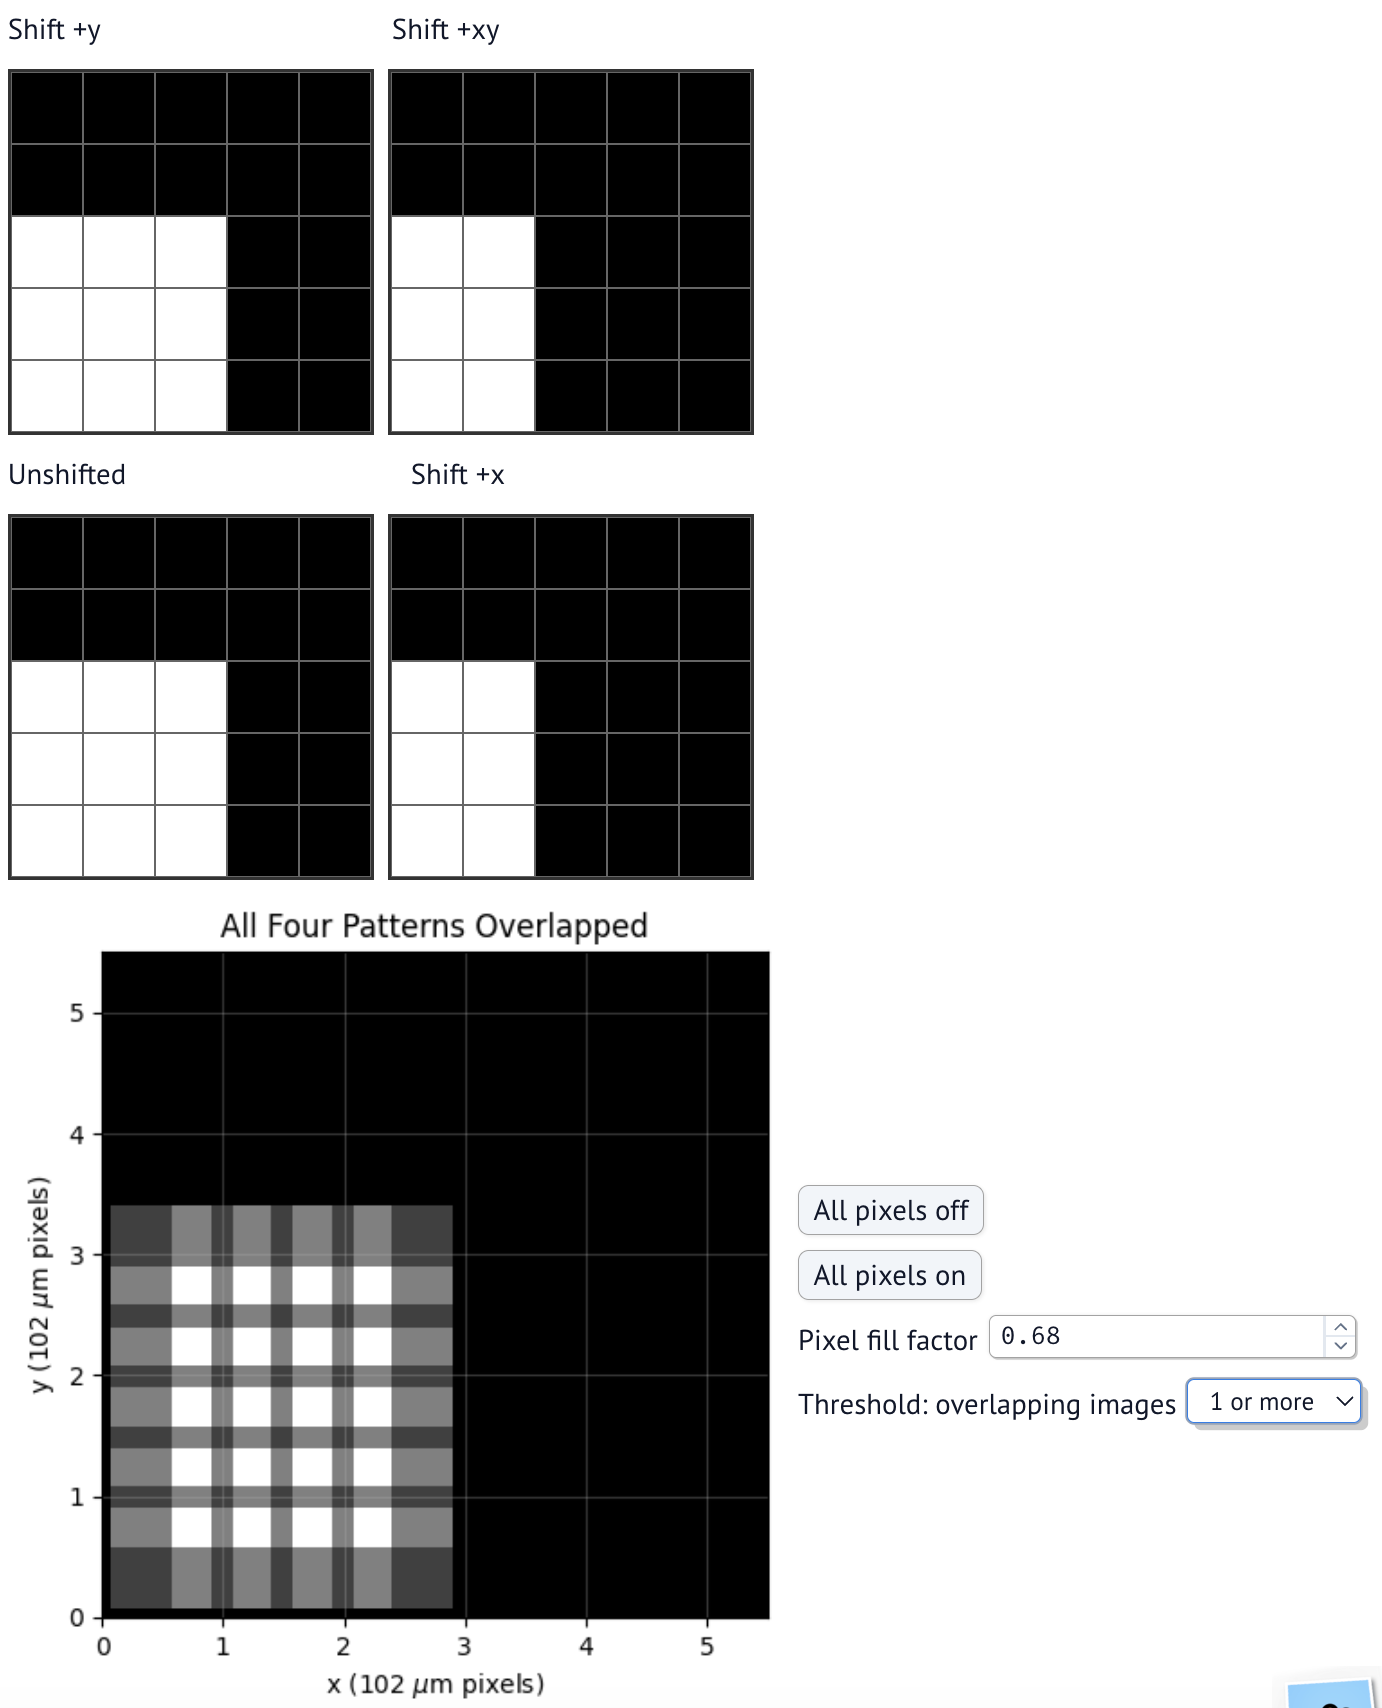 Shift +y
Shift +xy
Unshifted
Shift +x
All Four Patterns Overlapped
5
4
3
2
1
0
y (102 μm pixels)
0 1 2 3 4 5
x (102 μm pixels)
All pixels off
All pixels on
Pixel fill factor 0.68
Threshold: overlapping images 1 or more